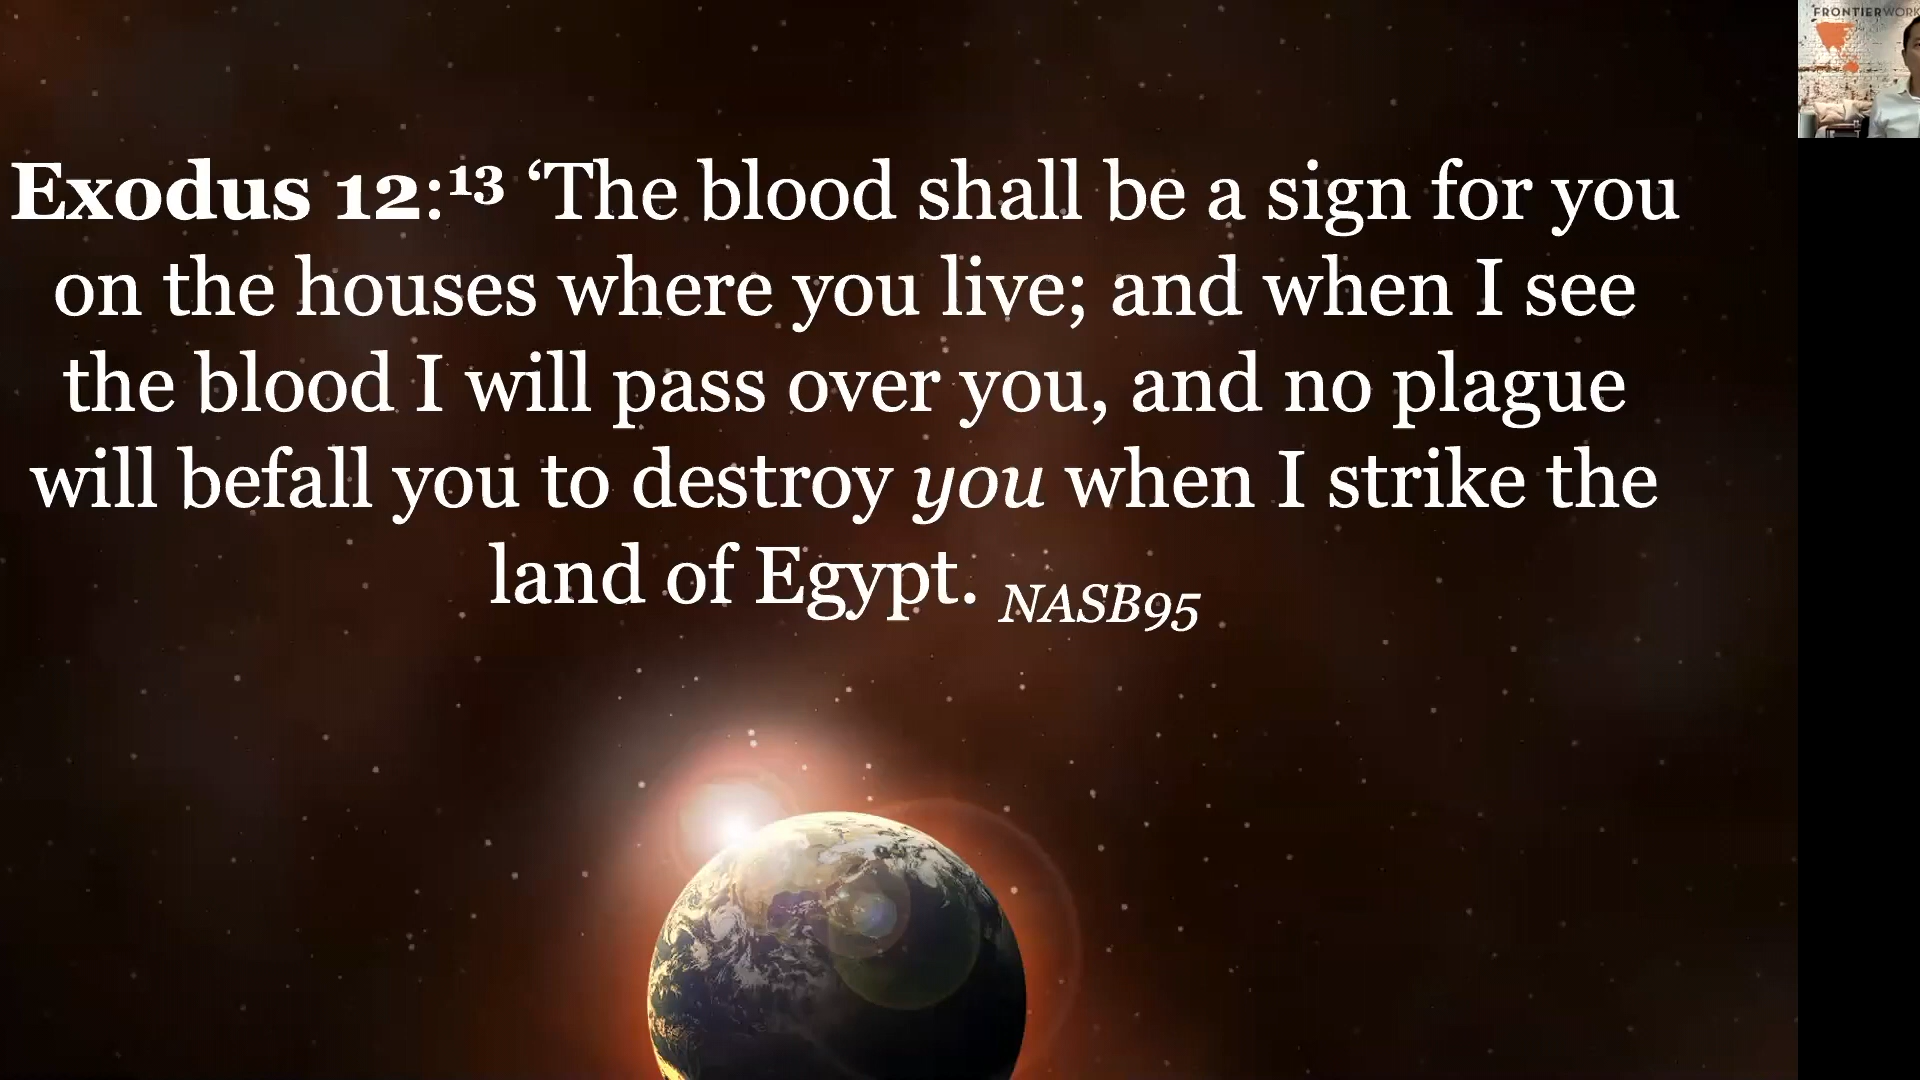 FRONTIERWORK
Exodus 12:13 ‘The blood shall be a sign for you
on the houses where you live; and when I see
the blood I will pass over you, and no plague
will befall you to destroy you when I strike the
land of Egypt. NASB95